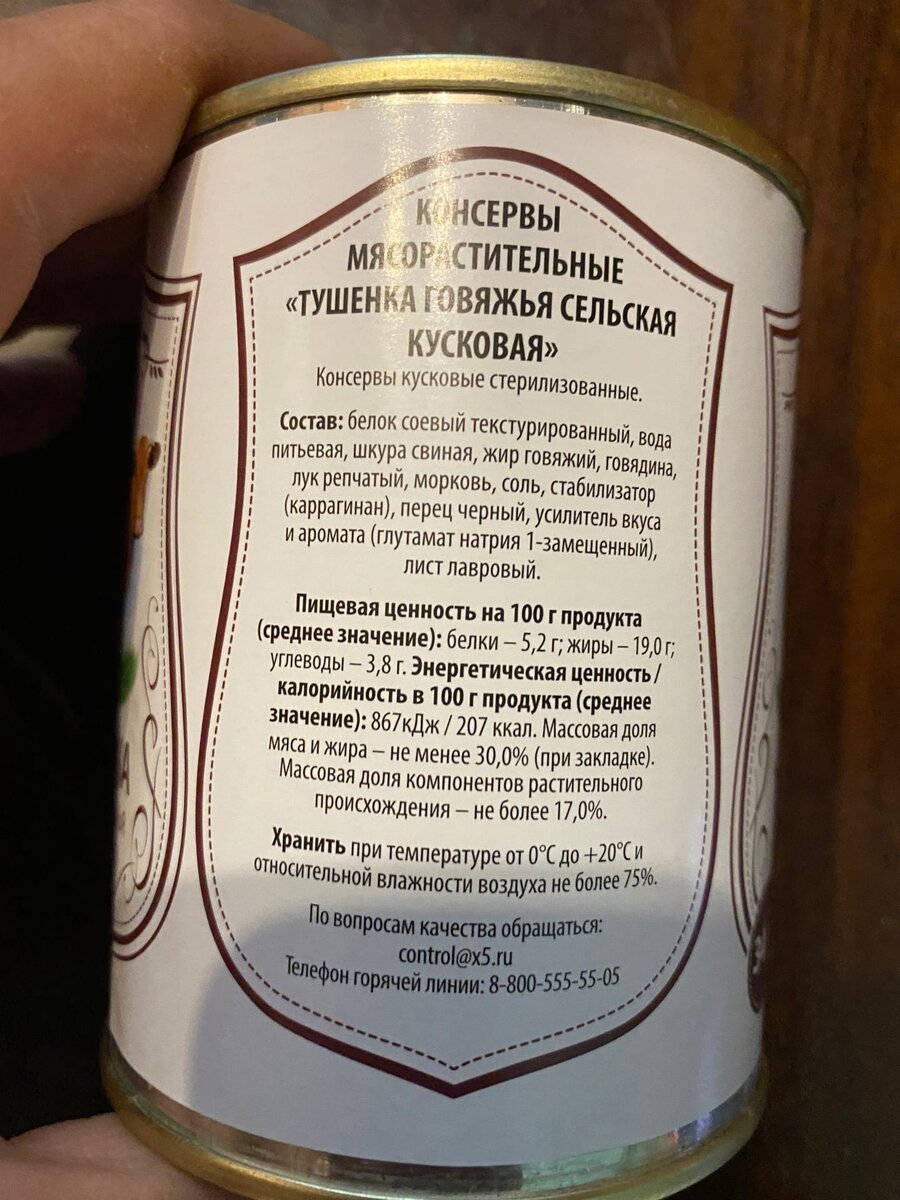 КОНСЕРВЫ
МЯСОРАСТИТЕЛЬНЫЕ
«ТУШЕНКА ГОВЯЖЬЯ СЕЛЬСКАЯ
КУСКОВАЯ»
Консервы кусковые стерилизованные.
Состав: белок соевый текстурированный, вода
питьевая, шкура свиная, жир говяжий, говядина,
лук репчатый, морковь, соль, стабилизатор
(каррагинан), перец черный, усилитель вкуса
и аромата (глутамат натрия 1-замещенный),
лист лавровый.
Пищевая ценность на 100 г продукта
(среднее значение): белки – 5,2 г; жиры – 19,0 г;
углеводы – 3,8 г. Энергетическая ценность /
калорийность в 100 г продукта (среднее
значение): 867кДж / 207 ккал. Массовая доля
мяса и жира – не менее 30,0% (при закладке).
Массовая доля компонентов растительного
происхождения – не более 17,0%.
Хранить при температуре от 0°С до +20°С и
относительной влажности воздуха не более 75%.
По вопросам качества обращаться:
control@x5.ru
Телефон горячей линии: 8-800-555-55-05